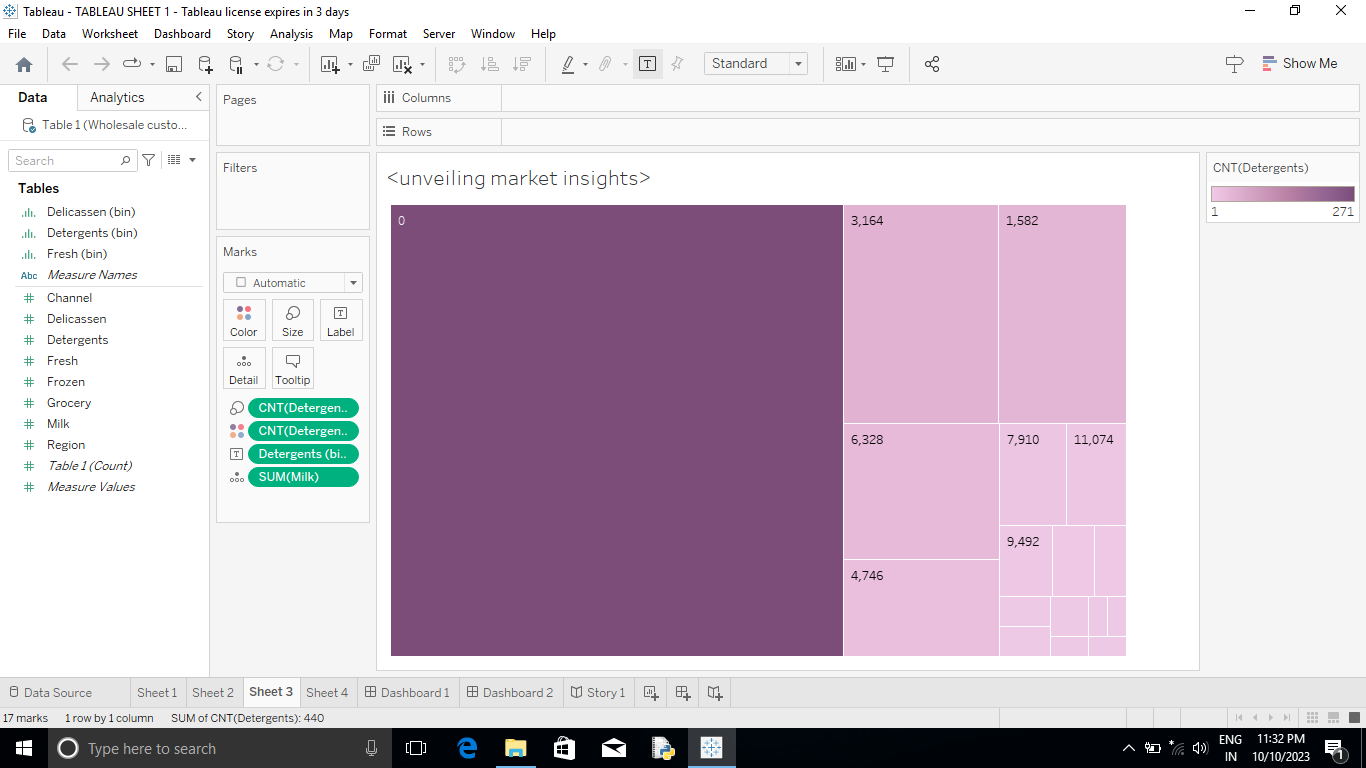 Tableau - TABLEAU SHEET 1 - Tableau license expires in 3 days
File Data Worksheet Dashboard Story Analysis Map Format Server Window Help
Standard
Show Me
Data Analytics
Table 1 (Wholesale custo...
Search
Tables
Delicassen (bin)
Detergents (bin)
Fresh (bin)
Abc Measure Names
Channel
Delicassen
Detergents
Fresh
Frozen
Grocery
Milk
Region
Table 1 (Count)
Measure Values
Pages
Filters
Marks
Automatic
Color Size Label
Detail Tooltip
CNT(Detergen..
CNT(Detergen..
Detergents (bi..
SUM(Milk)
Columns
Rows
<unveiling market insights>
0 3,164 1,582
6,328 7,910 11,074
9,492
4,746
CNT(Detergents)
1 271
Data Source Sheet 1 Sheet 2 Sheet 3 Sheet 4 Dashboard 1 Dashboard 2 Story 1
17 marks 1 row by 1 column SUM of CNT(Detergents): 440
Type here to search
ENG
IN
11:32 PM
10/10/2023
1